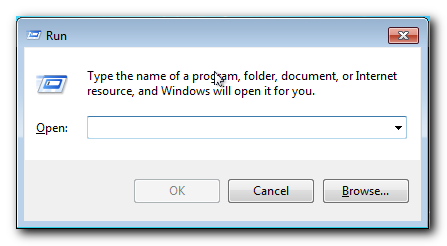 Run
Type the name of a program, folder, document, or Internet
resource, and Windows will open it for you.
Open:
OK
Cancel
Browse...